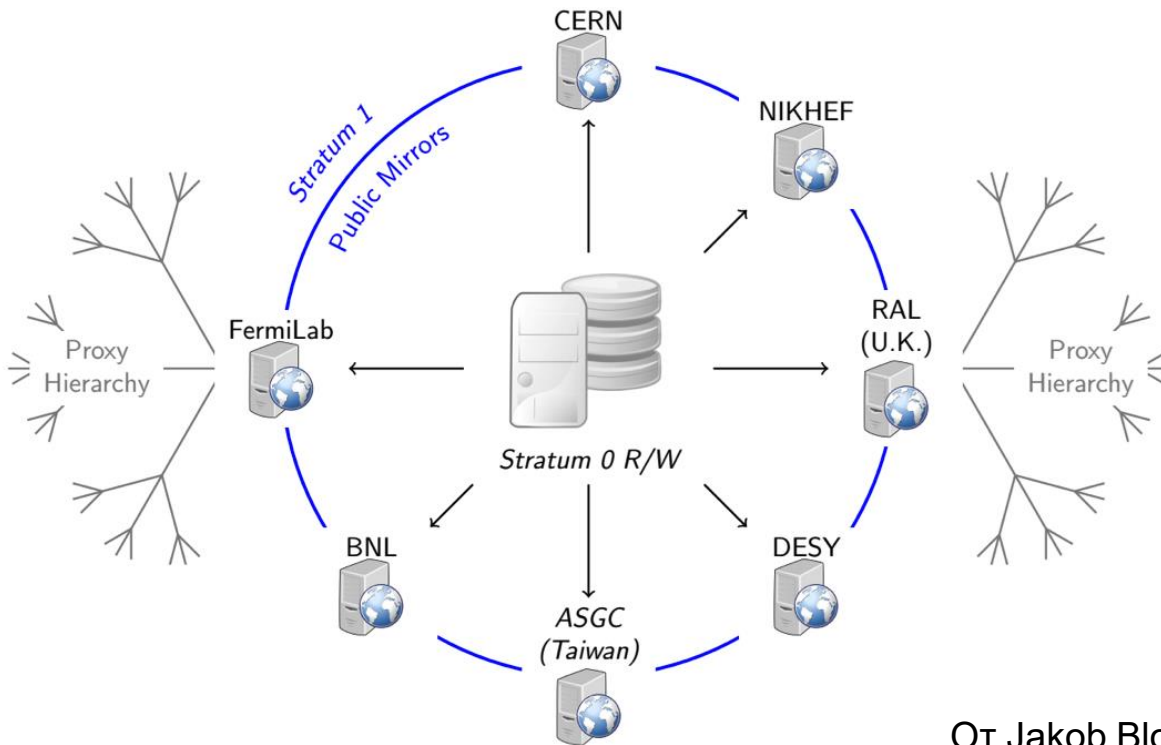 CERN
NIKHEF
Stratum 1
Public Mirrors
FermiLab
RAL
(U.K.)
Proxy
Hierarchy
Proxy
Hierarchy
Stratum 0 R/W
BNL
DESY
ASGC
(Taiwan)
От Jakob